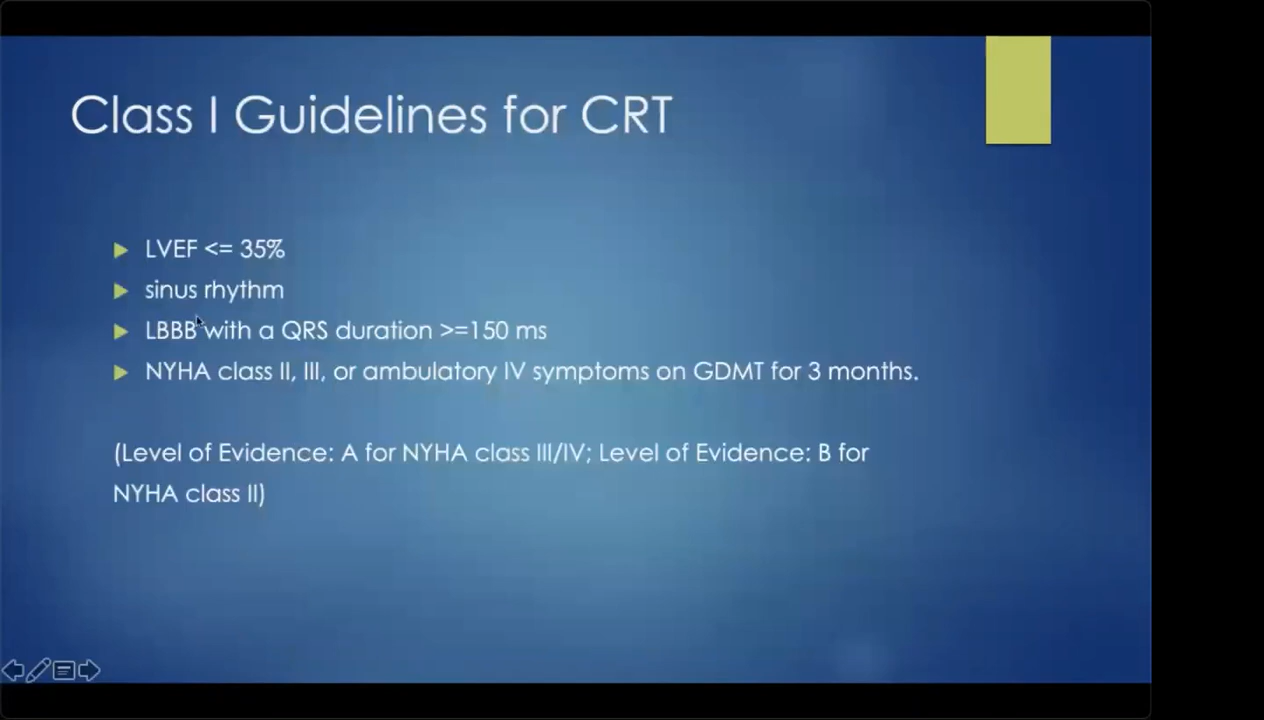 Class I Guidelines for CRT
LVEF <= 35%
sinus rhythm
LBBB with a QRS duration >=150 ms
NYHA class II, III, or ambulatory IV symptoms on GDMT for 3 months.
(Level of Evidence: A for NYHA class III/IV; Level of Evidence: B for
NYHA class II)